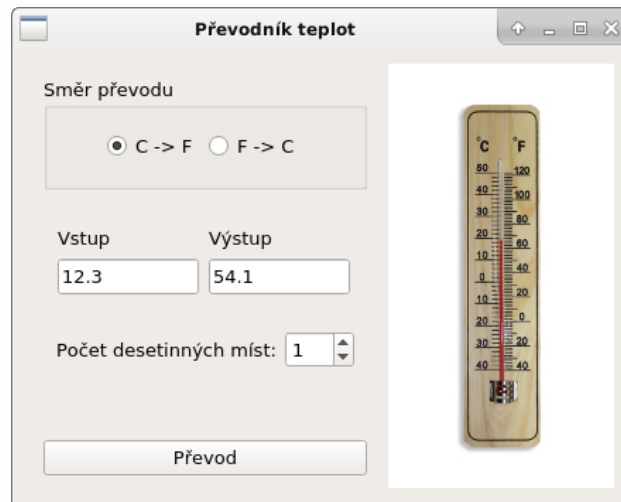 Převodník teplot
Směr převodu
C -> F F -> C
Vstup Výstup
12.3 54.1
Počet desetinných míst: 1
Převod
°C °F
50 120
40 100
30 80
20 60
10 40
0 20
10 0
20 20
30 40
40